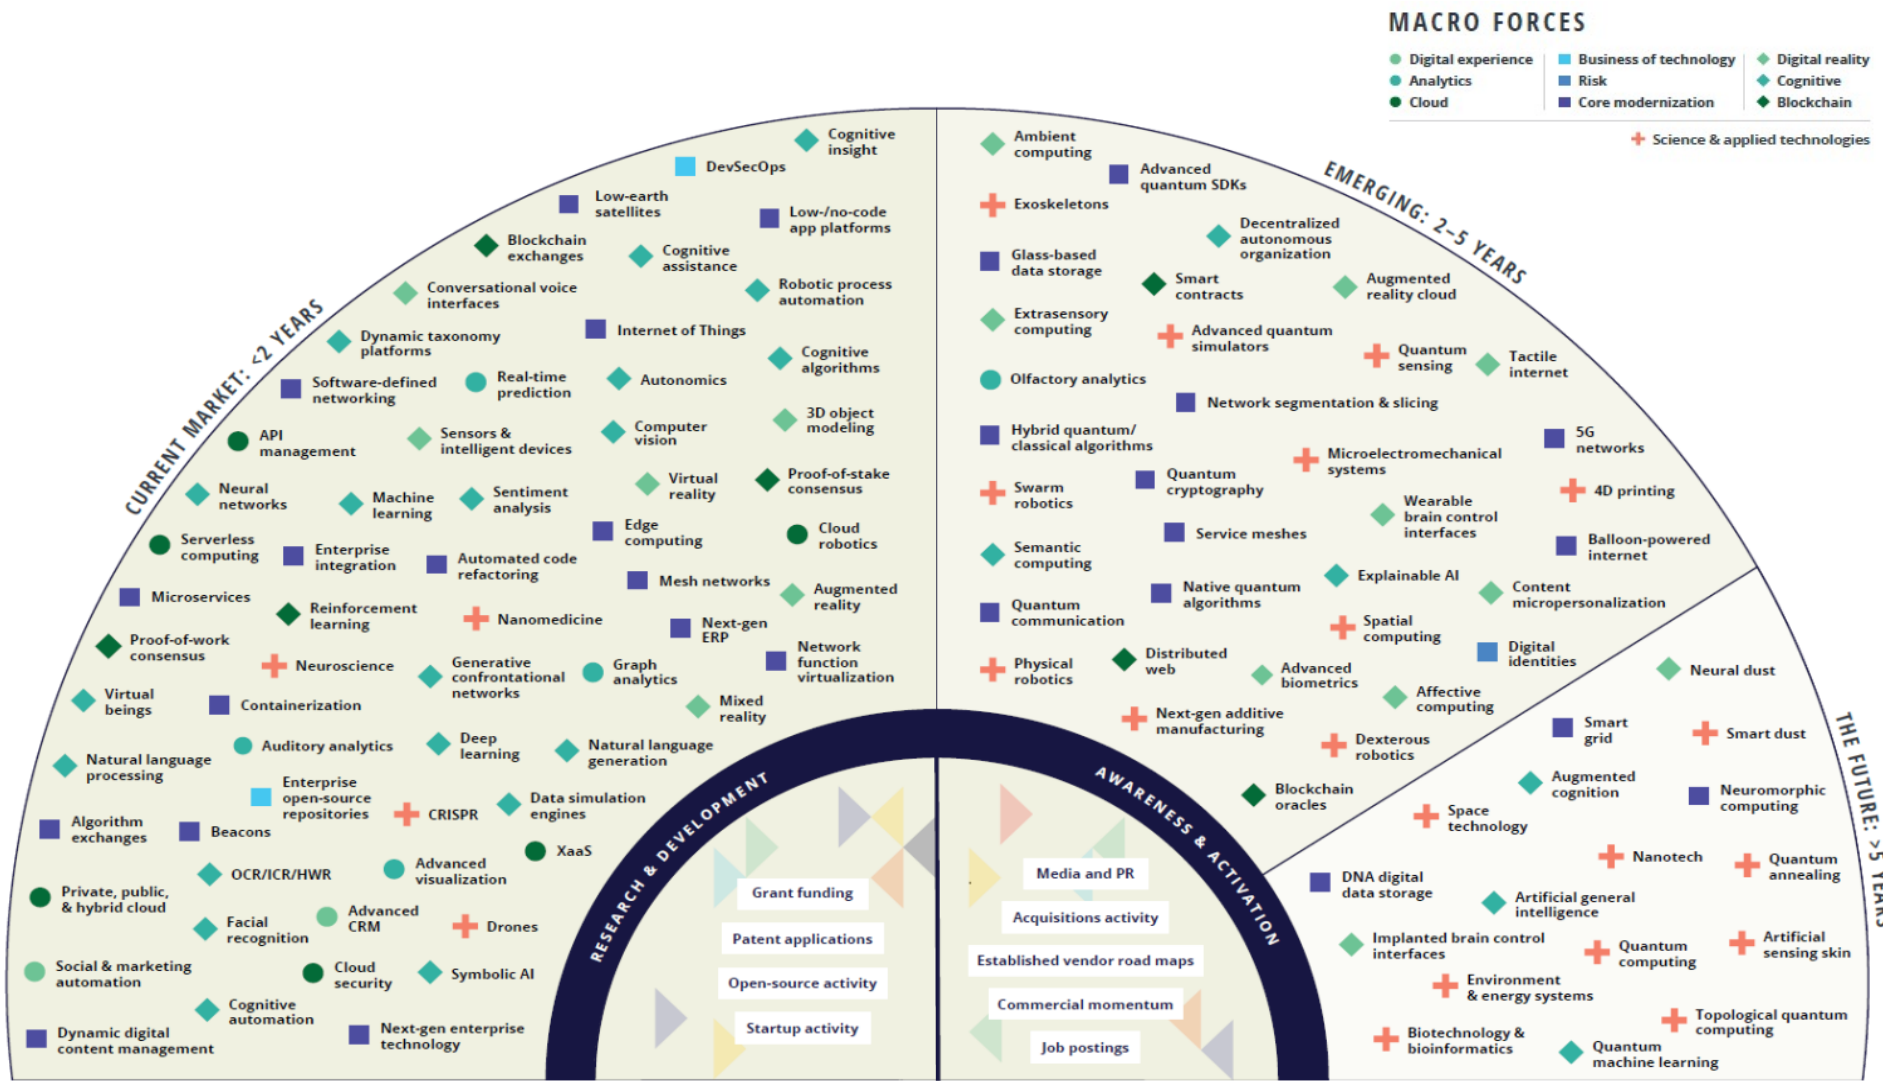 MACRO FORCES
Digital experience
Analytics
Cloud
Business of technology
Risk
Core modernization
Digital reality
Cognitive
Blockchain
Science & applied technologies
CURRENT MARKET: <2 YEARS
Cognitive
insight
DevSecOps
Low-earth
satellites
Low-/no-code
app platforms
Blockchain
exchanges
Cognitive
assistance
Conversational voice
interfaces
Robotic process
automation
Dynamic taxonomy
platforms
Internet of Things
Cognitive
algorithms
Software-defined
networking
Real-time
prediction
Autonomics
3D object
modeling
API
management
Sensors &
intelligent devices
Computer
vision
Virtual
reality
Proof-of-stake
consensus
Neural
networks
Machine
learning
Sentiment
analysis
Edge
computing
Cloud
robotics
Serverless
computing
Enterprise
integration
Automated code
refactoring
Mesh networks
Augmented
reality
Microservices
Reinforcement
learning
Nanomedicine
Next-gen
ERP
Network
function
virtualization
Proof-of-work
consensus
Neuroscience
Generative
confrontational
networks
Graph
analytics
Mixed
reality
Virtual
beings
Containerization
Auditory analytics
Deep
learning
Natural language
generation
Natural language
processing
Enterprise
open-source
repositories
CRISPR
Data simulation
engines
Algorithm
exchanges
Beacons
XaaS
OCR/ICR/HWR
Advanced
visualization
Private, public,
& hybrid cloud
Facial
recognition
Advanced
CRM
Drones
Social & marketing
automation
Cloud
security
Symbolic AI
Cognitive
automation
Dynamic digital
content management
Next-gen enterprise
technology
EMERGING: 2–5 YEARS
Ambient
computing
Advanced
quantum SDKs
Exoskeletons
Decentralized
autonomous
organization
Glass-based
data storage
Smart
contracts
Augmented
reality cloud
Extrasensory
computing
Advanced quantum
simulators
Quantum
sensing
Tactile
internet
Olfactory analytics
Network segmentation & slicing
Hybrid quantum/
classical algorithms
Microelectromechanical
systems
5G
networks
Quantum
cryptography
Swarm
robotics
4D printing
Wearable
brain control
interfaces
Service meshes
Balloon-powered
internet
Semantic
computing
Explainable AI
Native quantum
algorithms
Content
micropersonalization
Quantum
communication
Spatial
computing
Digital
identities
Physical
robotics
Distributed
web
Advanced
biometrics
Affective
computing
Next-gen additive
manufacturing
Dexterous
robotics
Blockchain
oracles
THE FUTURE: >5 YEARS
Neural dust
Smart
grid
Smart dust
Augmented
cognition
Neuromorphic
computing
Space
technology
Nanotech
Quantum
annealing
DNA digital
data storage
Artificial general
intelligence
Implanted brain control
interfaces
Quantum
computing
Artificial
sensing skin
Environment
& energy systems
Topological quantum
computing
Biotechnology &
bioinformatics
Quantum
machine learning
RESEARCH & DEVELOPMENT
Grant funding
Patent applications
Open-source activity
Startup activity
AWARENESS & ACTIVATION
Media and PR
Acquisitions activity
Established vendor road maps
Commercial momentum
Job postings